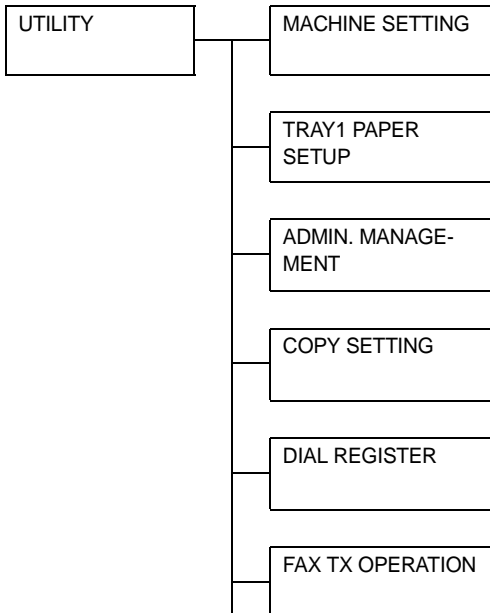 UTILITY
MACHINE SETTING
TRAY1 PAPER
SETUP
ADMIN. MANAGE-
MENT
COPY SETTING
DIAL REGISTER
FAX TX OPERATION